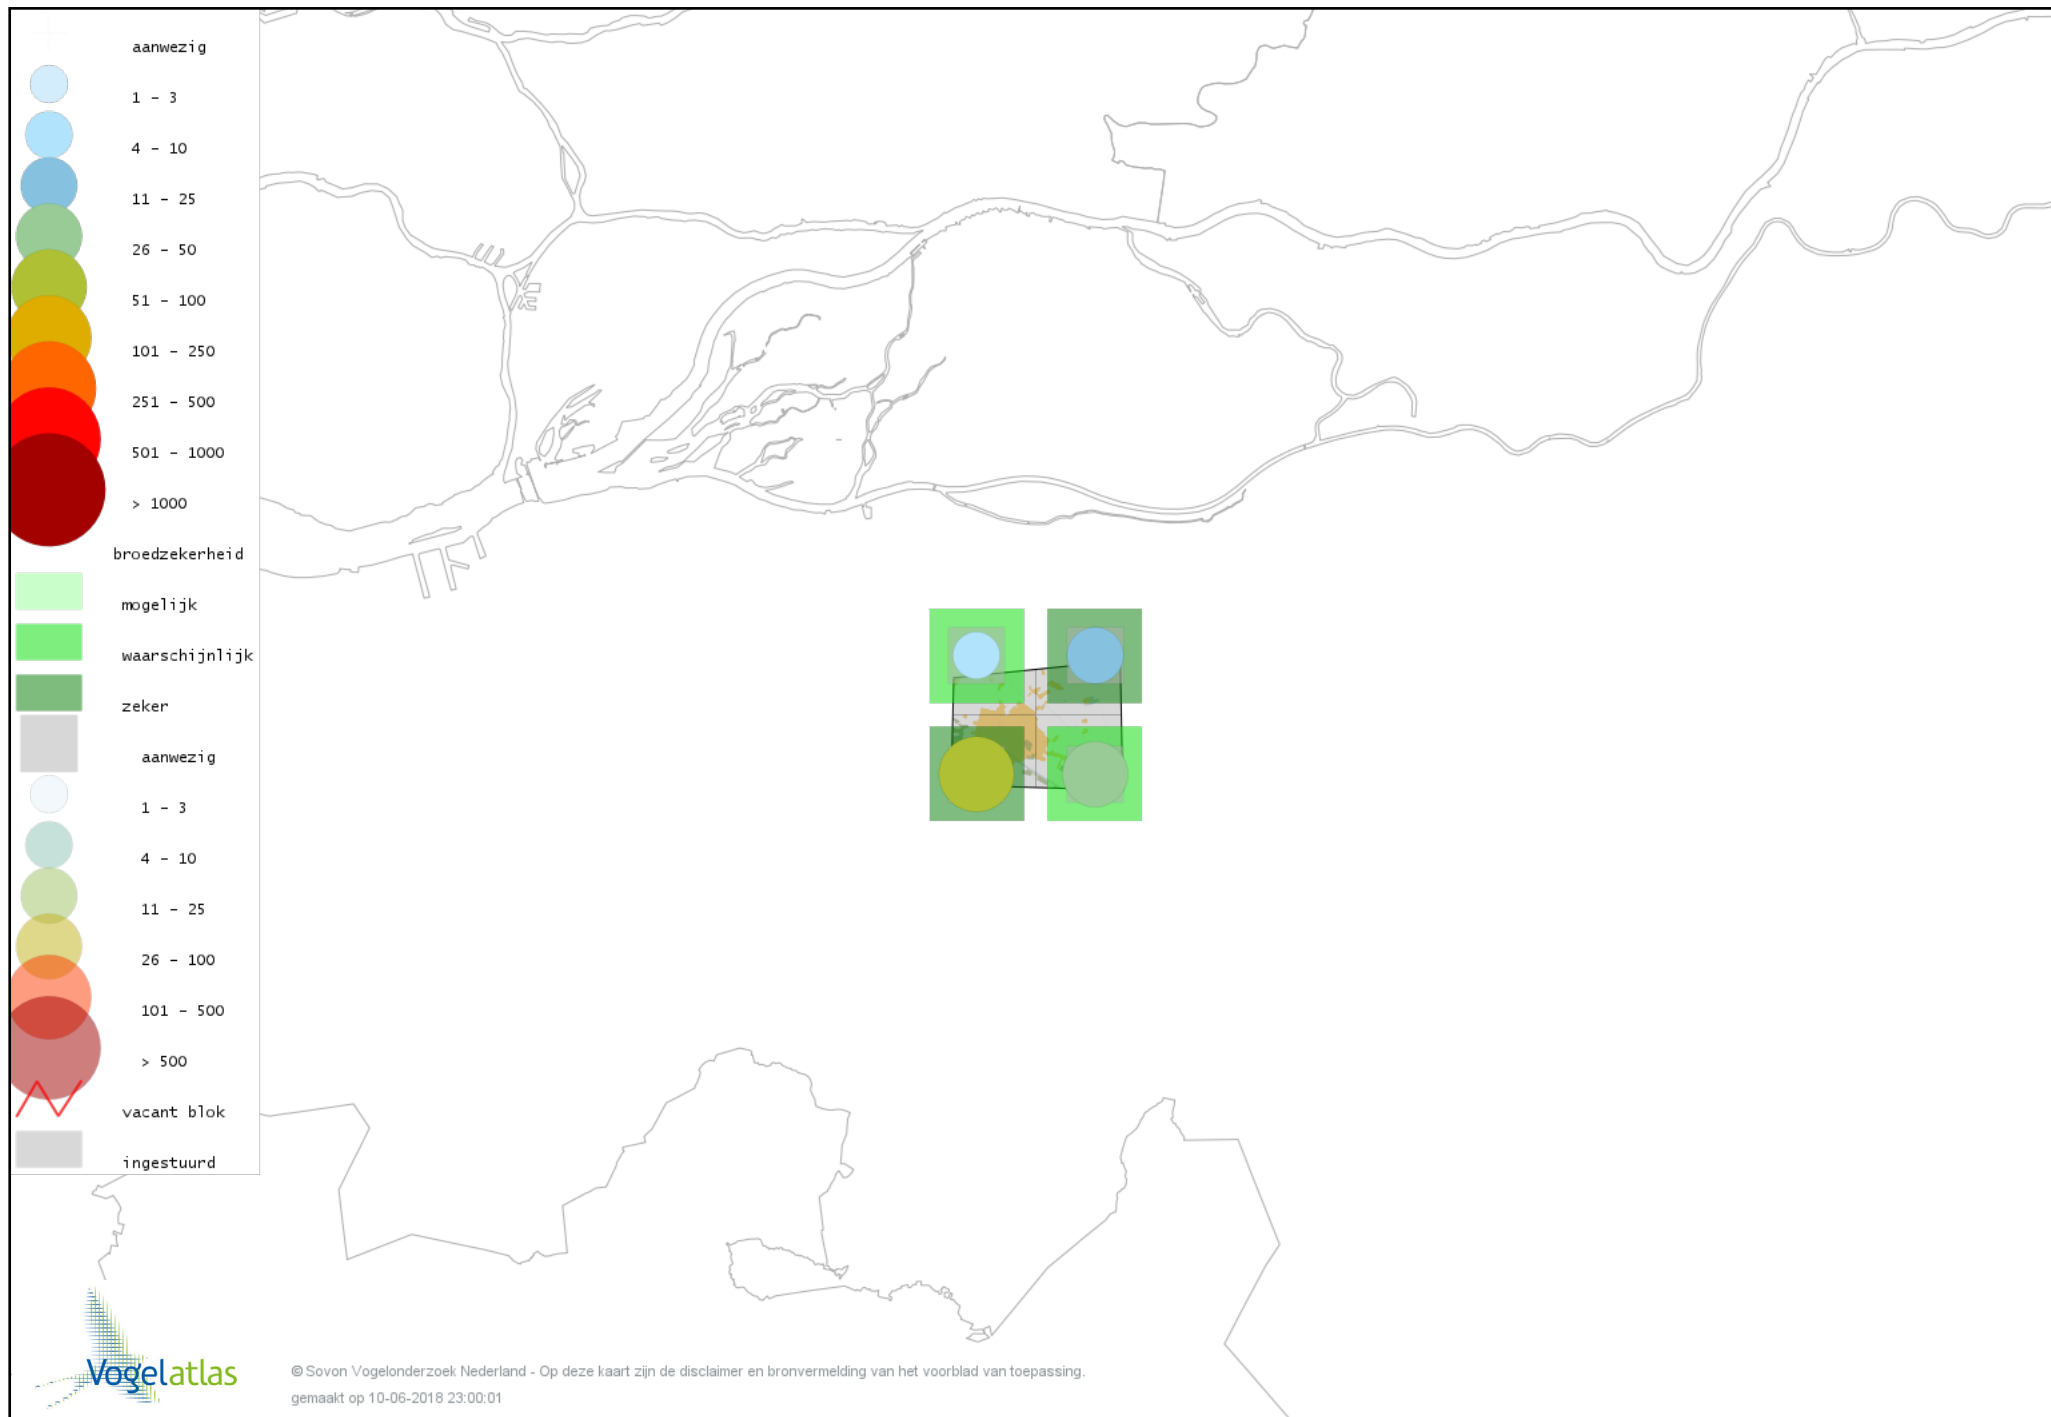 aanwezig
1 - 3
4 - 10
11 - 25
26 - 50
51 - 100
101 - 250
251 - 500
501 - 1000
> 1000
broedzekerheid
mogelijk
waarschijnlijk
zeker
aanwezig
1 - 3
4 - 10
11 - 25
26 - 100
101 - 500
> 500
vacant blok
ingestuurd
Vogelatlas
© Sovon Vogelonderzoek Nederland - Op deze kaart zijn de disclaimer en bronvermelding van het voorblad van toepassing.
gemaakt op 10-06-2018 23:00:01